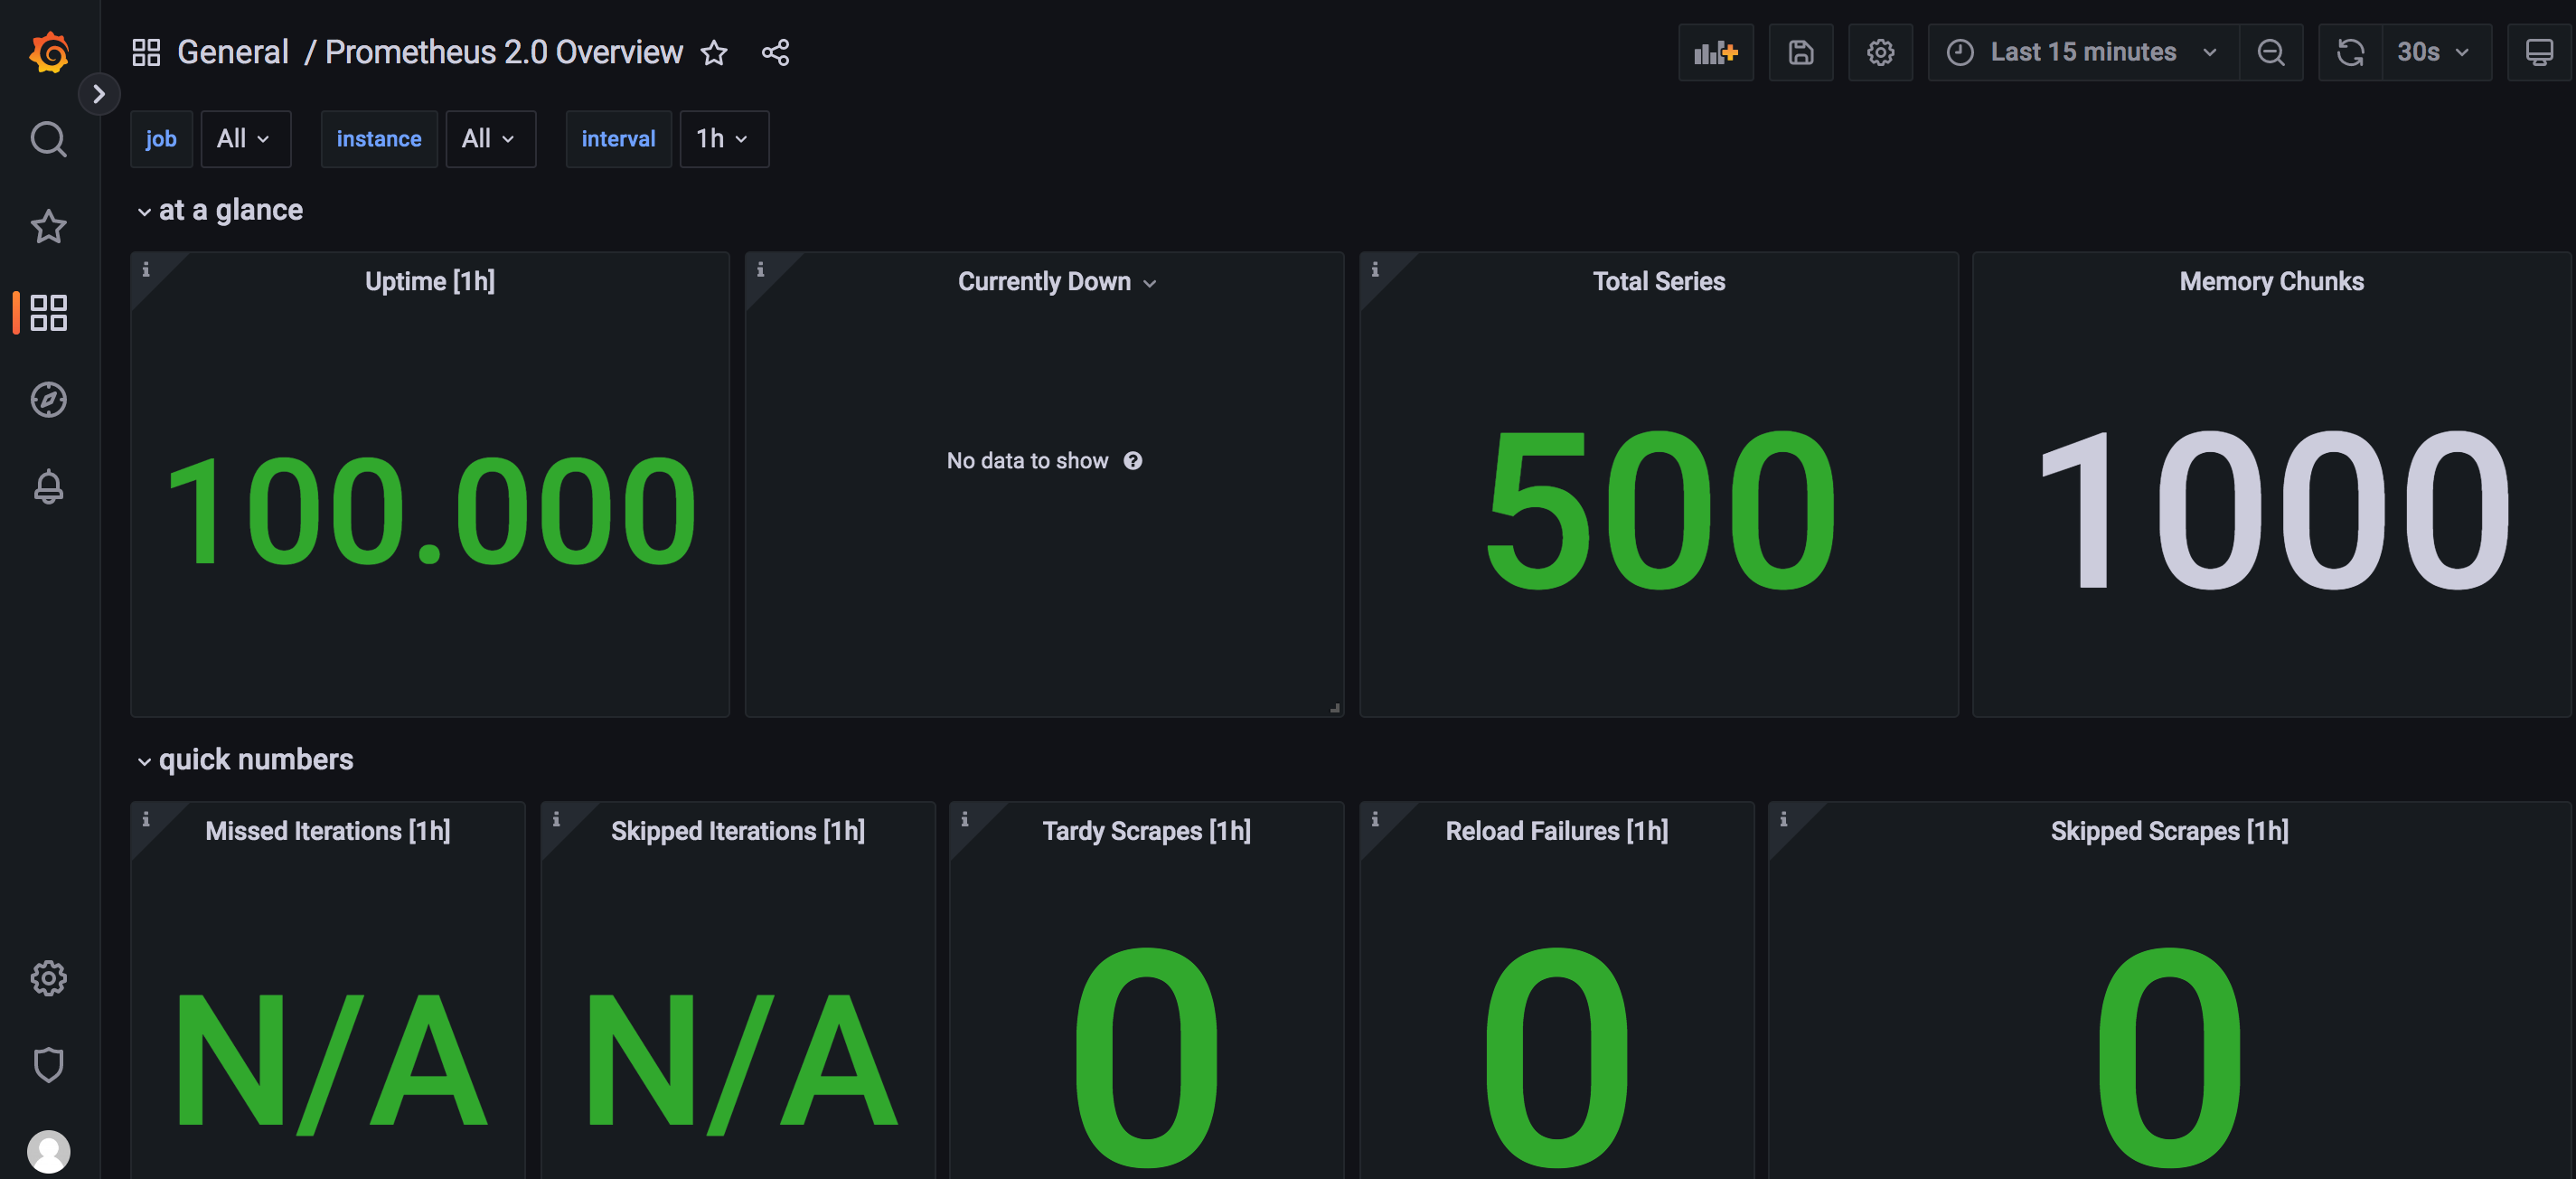 General / Prometheus 2.0 Overview
Last 15 minutes
30s
job All instance All interval 1h
at a glance
Uptime [1h]
Currently Down
Total Series
Memory Chunks
100.000
No data to show
500
1000
quick numbers
Missed Iterations [1h]
Skipped Iterations [1h]
Tardy Scrapes [1h]
Reload Failures [1h]
Skipped Scrapes [1h]
N/A
N/A
0
0
0